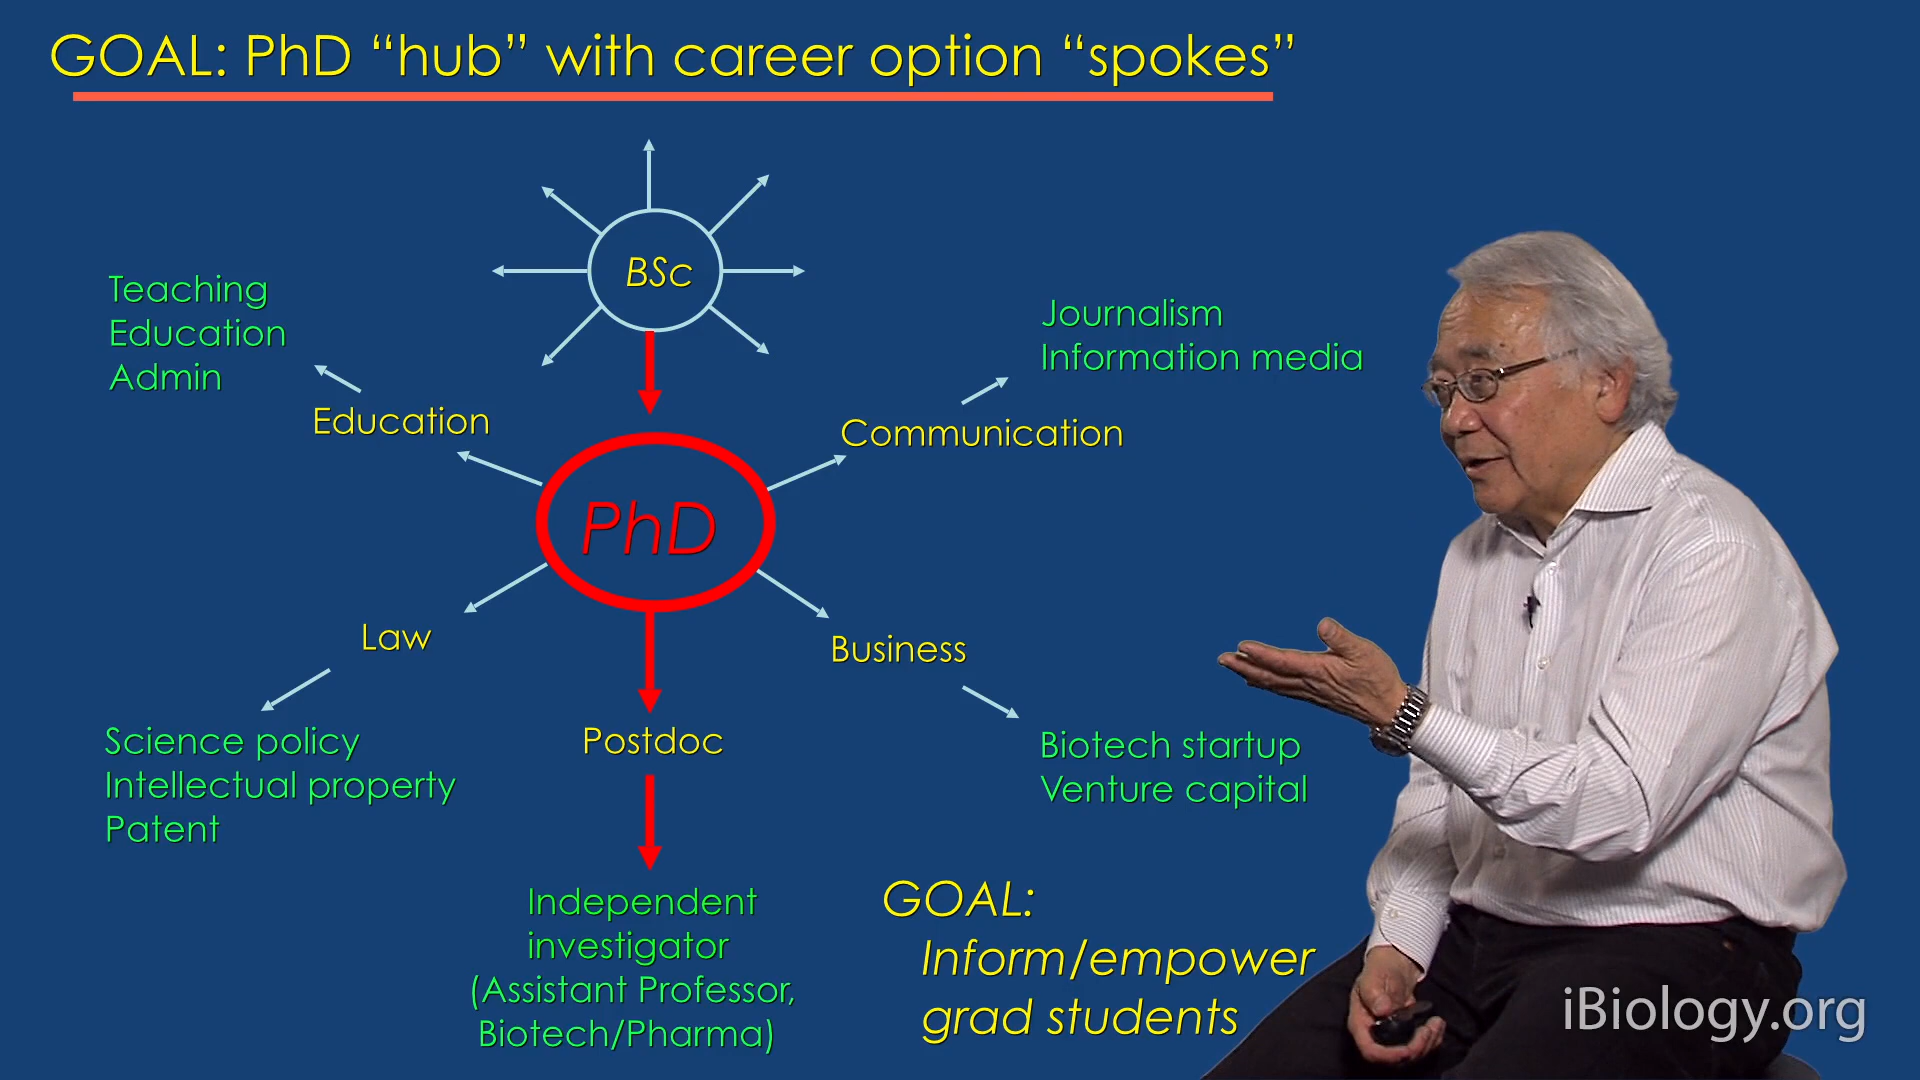 GOAL: PhD “hub” with career option “spokes”
BSc
Teaching
Education
Admin
Journalism
Information media
Education
Communication
PhD
Law
Business
Science policy
Intellectual property
Patent
Postdoc
Biotech startup
Venture capital
Independent
investigator
(Assistant Professor,
Biotech/Pharma)
GOAL:
Inform/empower
grad students
iBiology.org